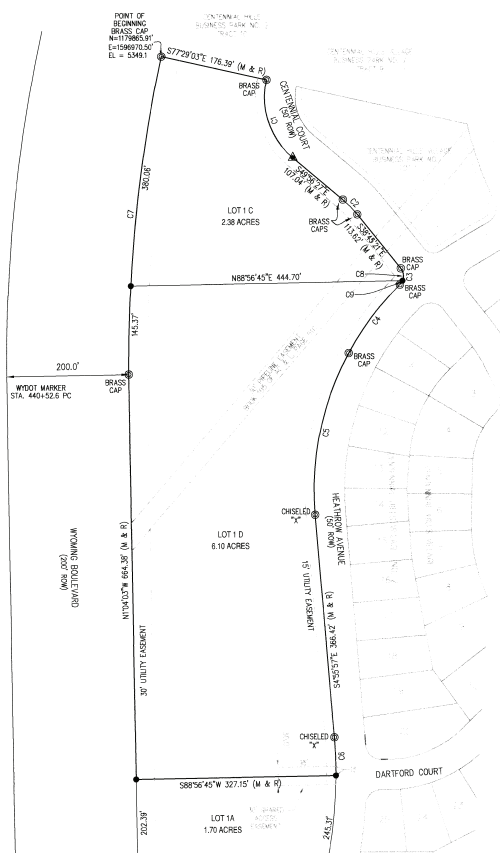 POINT OF
BEGINNING
BRASS CAP
N=1179865.91'
E=1596970.50'
EL = 5349.1
S77°29'03"E 176.39' (M & R)
BRASS
CAP
CENTENNIAL COURT
(50' ROW)
C1
S49°56'27"E
107.04' (M & R)
C2
BRASS
CAPS
S38°43'21"E
113.62' (M & R)
380.06'
C7
LOT 1 C
2.38 ACRES
BRASS
CAP
C8
C3
N88°56'45"E 444.70'
C9
BRASS
CAP
145.37'
C4
200.0'
WYDOT MARKER
STA. 440+52.6 PC
BRASS
CAP
BRASS
CAP
C5
CHISELED
"X"
HEATHROW AVENUE
(50' ROW)
WYOMING BOULEVARD
(200' ROW)
N1°04'03"W 664.38' (M & R)
LOT 1 D
6.10 ACRES
15' UTILITY EASEMENT
S4°55'57"E 366.42' (M & R)
30' UTILITY EASEMENT
CHISELED
"X"
C6
DARTFORD COURT
S88°56'45"W 327.15' (M & R)
202.39'
LOT 1A
1.70 ACRES
ACCESS
EASEMENT
245.31'